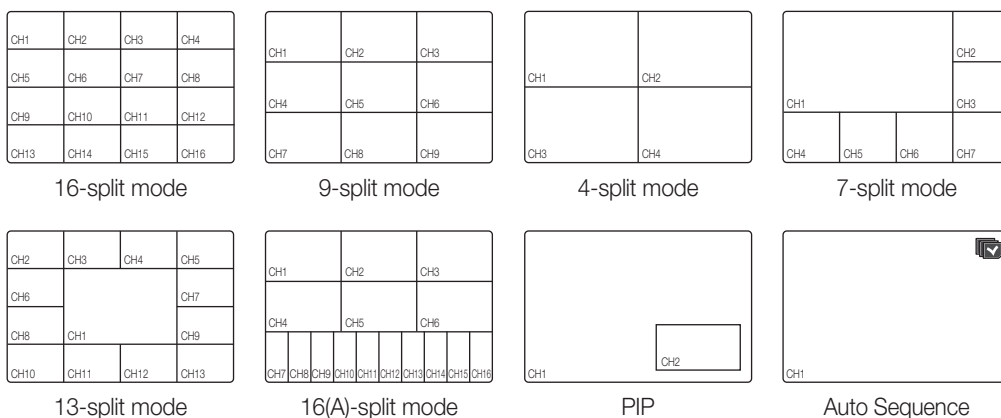 CH1 CH2 CH3 CH4
CH5 CH6 CH7 CH8
CH9 CH10 CH11 CH12
CH13 CH14 CH15 CH16
16-split mode
CH1 CH2 CH3
CH4 CH5 CH6
CH7 CH8 CH9
9-split mode
CH1 CH2
CH3 CH4
4-split mode
CH2
CH1 CH3
CH4 CH5 CH6 CH7
7-split mode
CH2 CH3 CH4 CH5
CH6 CH7
CH8 CH1 CH9
CH10 CH11 CH12 CH13
13-split mode
CH1 CH2 CH3
CH4 CH5 CH6
CH7 CH8 CH9 CH10 CH11 CH12 CH13 CH14 CH15 CH16
16(A)-split mode
CH2
CH1
PIP
CH1
Auto Sequence